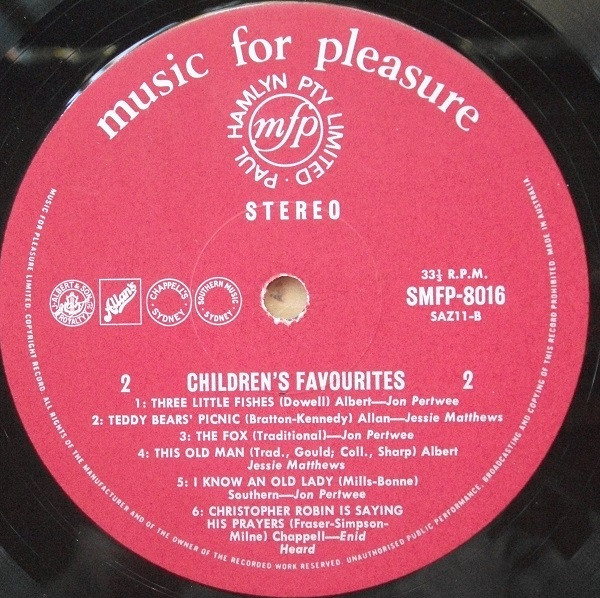 music for pleasure
PAUL HAMLYN PTY LIMITED ·
mfp
STEREO
33⅓ R.P.M.
SMFP-8016
SAZ11-B
ALBERT & SON
ROYALTY
Allans
CHAPPELL'S
SYDNEY
SOUTHERN MUSIC
SYDNEY
2 CHILDREN'S FAVOURITES 2
1: THREE LITTLE FISHES (Dowell) Albert—Jon Pertwee
2: TEDDY BEARS' PICNIC (Bratton-Kennedy) Allan—Jessie Matthews
3: THE FOX (Traditional)—Jon Pertwee
4: THIS OLD MAN (Trad., Gould; Coll., Sharp) Albert
Jessie Matthews
5: I KNOW AN OLD LADY (Mills-Bonne)
Southern—Jon Pertwee
6: CHRISTOPHER ROBIN IS SAYING
HIS PRAYERS (Fraser-Simpson-
Milne) Chappell—Enid
Heard
MUSIC FOR PLEASURE LIMITED. COPYRIGHT RECORD. ALL RIGHTS OF THE MANUFACTURER AND OF THE OWNER OF THE RECORDED WORK RESERVED. UNAUTHORISED PUBLIC PERFORMANCE, BROADCASTING AND COPYING OF THIS RECORD PROHIBITED. MADE IN AUSTRALIA.